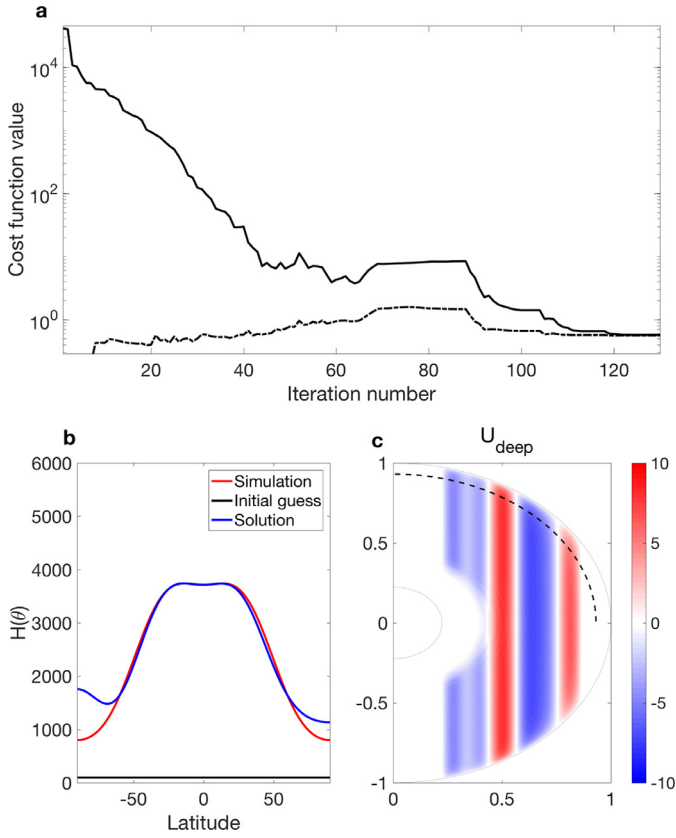 a
10^4
10^2
10^0
Cost function value
20
40
60
80
100
120
Iteration number
b
6000
5000
4000
3000
2000
1000
0
H(θ)
Simulation
Initial guess
Solution
-50
0
50
Latitude
c
U_deep
1
0.5
0
-0.5
-1
0
0.5
1
10
5
0
-5
-10